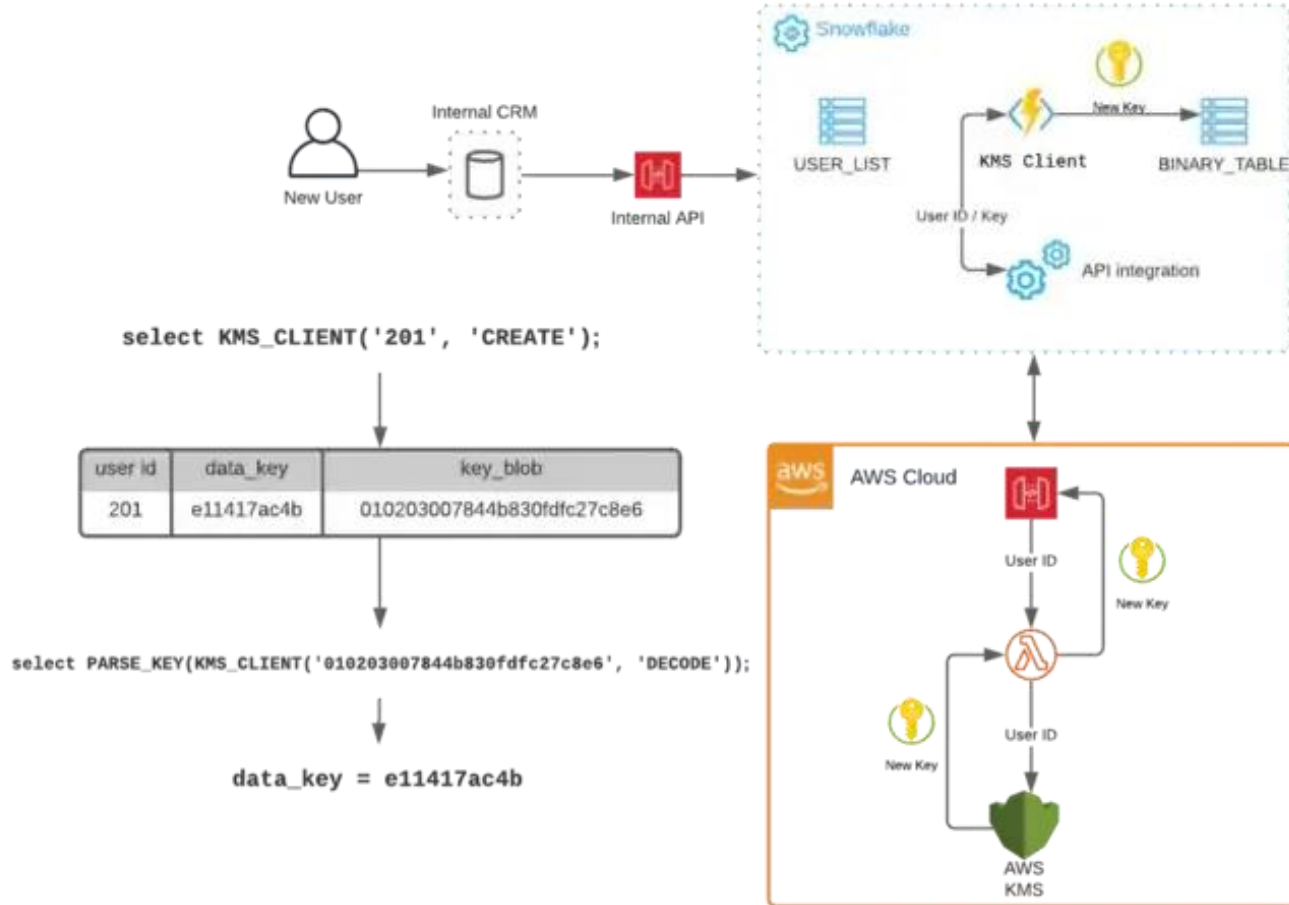 Snowflake
Internal CRM
New Key
USER_LIST
KMS Client
BINARY_TABLE
New User
Internal API
User ID / Key
API integration
select KMS_CLIENT('201', 'CREATE');
user id data_key key_blob
201 e11417ac4b 010203007844b830fdfc27c8e6
select PARSE_KEY(KMS_CLIENT('010203007844b830fdfc27c8e6', 'DECODE'));
data_key = e11417ac4b
aws
AWS Cloud
User ID
New Key
User ID
New Key
AWS
KMS